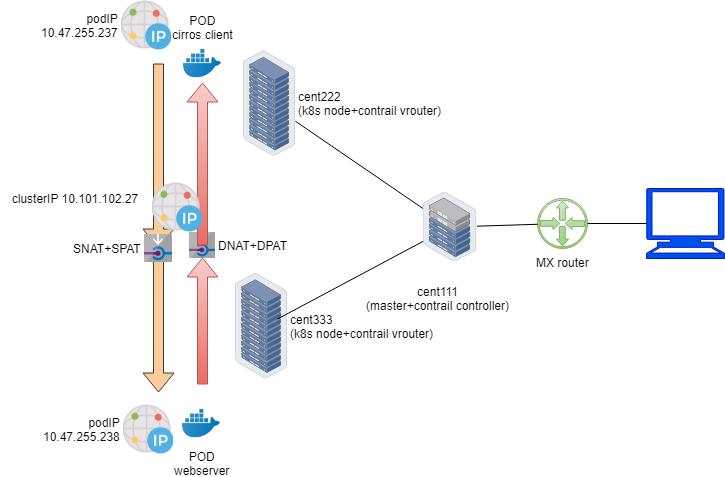 podIP
10.47.255.237
IP
POD
cirros client
cent222
(k8s node+contrail vrouter)
clusterIP 10.101.102.27
IP
SNAT+SPAT
DNAT+DPAT
cent111
(master+contrail controller)
MX router
cent333
(k8s node+contrail vrouter)
podIP
10.47.255.238
IP
POD
webserver